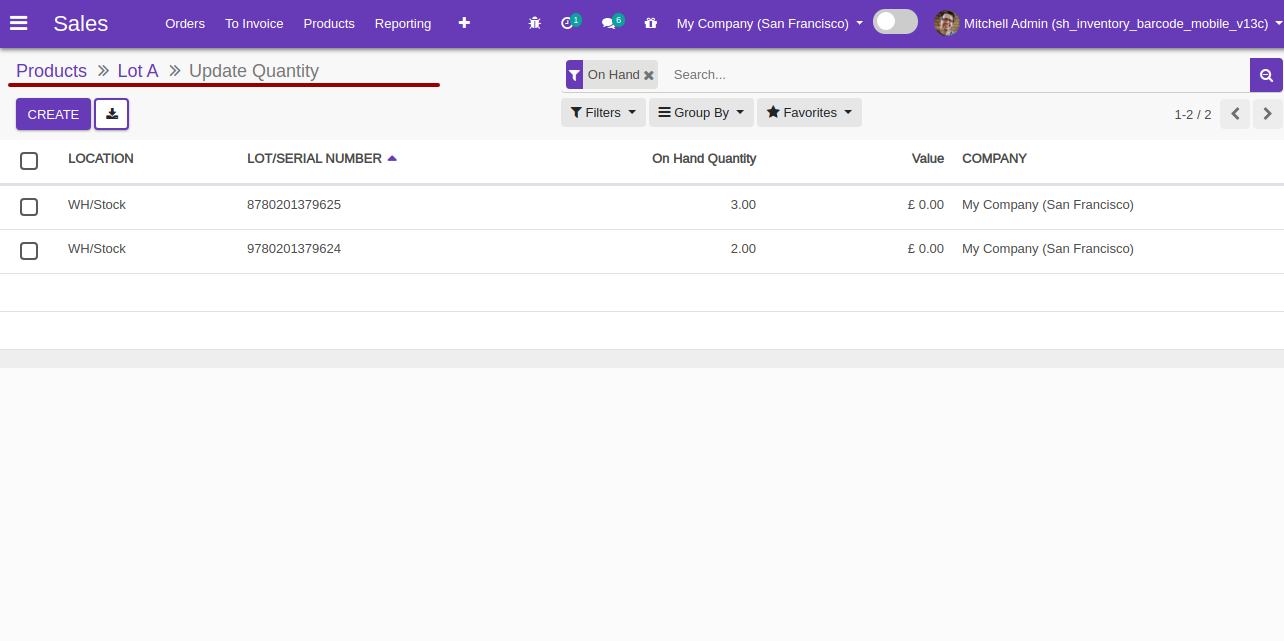 Sales Orders To Invoice Products Reporting 1 6 My Company (San Francisco) Mitchell Admin (sh_inventory_barcode_mobile_v13c)
Products » Lot A » Update Quantity
On Hand Search...
CREATE
Filters Group By Favorites 1-2 / 2
LOCATION LOT/SERIAL NUMBER On Hand Quantity Value COMPANY
WH/Stock 8780201379625 3.00 £ 0.00 My Company (San Francisco)
WH/Stock 9780201379624 2.00 £ 0.00 My Company (San Francisco)